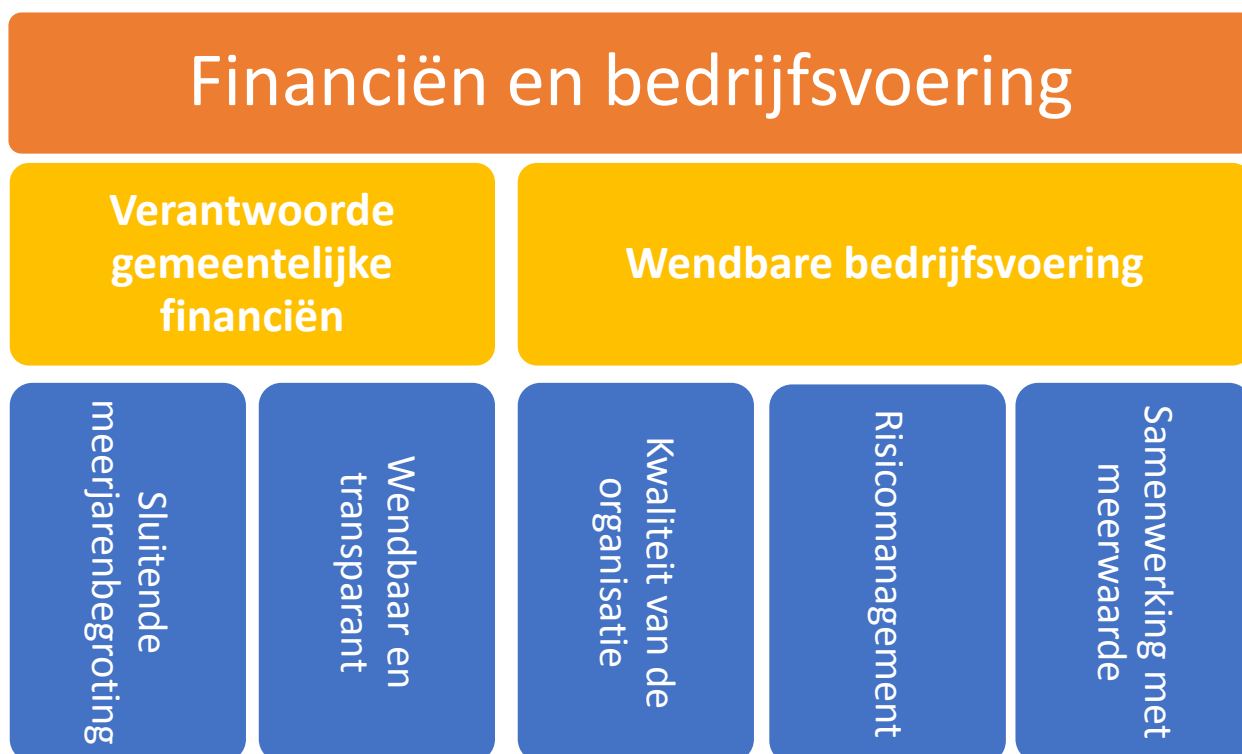 Financiën en bedrijfsvoering
Verantwoorde
gemeentelijke
financiën
Wendbare bedrijfsvoering
Sluitende
meerjarenbegroting
Wendbaar en
transparant
Kwaliteit van de
organisatie
Risicomanagement
Samenwerking met
meerwaarde